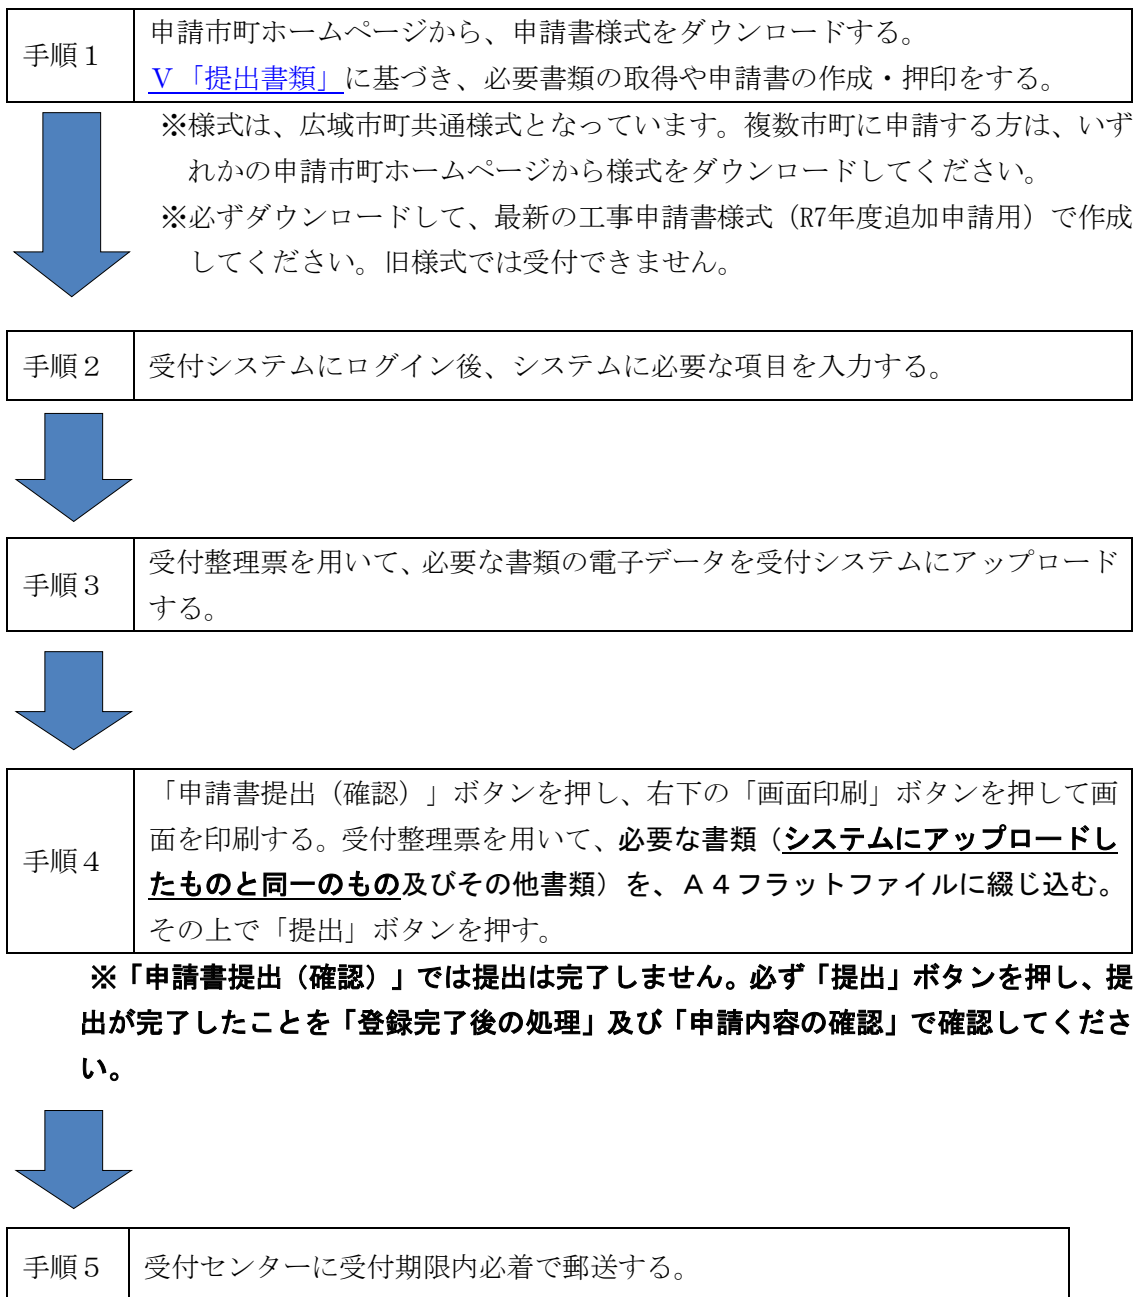 手順１
申請市町ホームページから、申請書様式をダウンロードする。
Ⅴ「提出書類」に基づき、必要書類の取得や申請書の作成・押印をする。
※様式は、広域市町共通様式となっています。複数市町に申請する方は、いず
れかの申請市町ホームページから様式をダウンロードしてください。
※必ずダウンロードして、最新の工事申請書様式（R7年度追加申請用）で作成
してください。旧様式では受付できません。
手順２
受付システムにログイン後、システムに必要な項目を入力する。
手順３
受付整理票を用いて、必要な書類の電子データを受付システムにアップロード
する。
手順４
「申請書提出（確認）」ボタンを押し、右下の「画面印刷」ボタンを押して画
面を印刷する。受付整理票を用いて、必要な書類（システムにアップロードし
たものと同一のもの及びその他書類）を、Ａ４フラットファイルに綴じ込む。
その上で「提出」ボタンを押す。
※「申請書提出（確認）」では提出は完了しません。必ず「提出」ボタンを押し、提
出が完了したことを「登録完了後の処理」及び「申請内容の確認」で確認してくださ
い。
手順５
受付センターに受付期限内必着で郵送する。